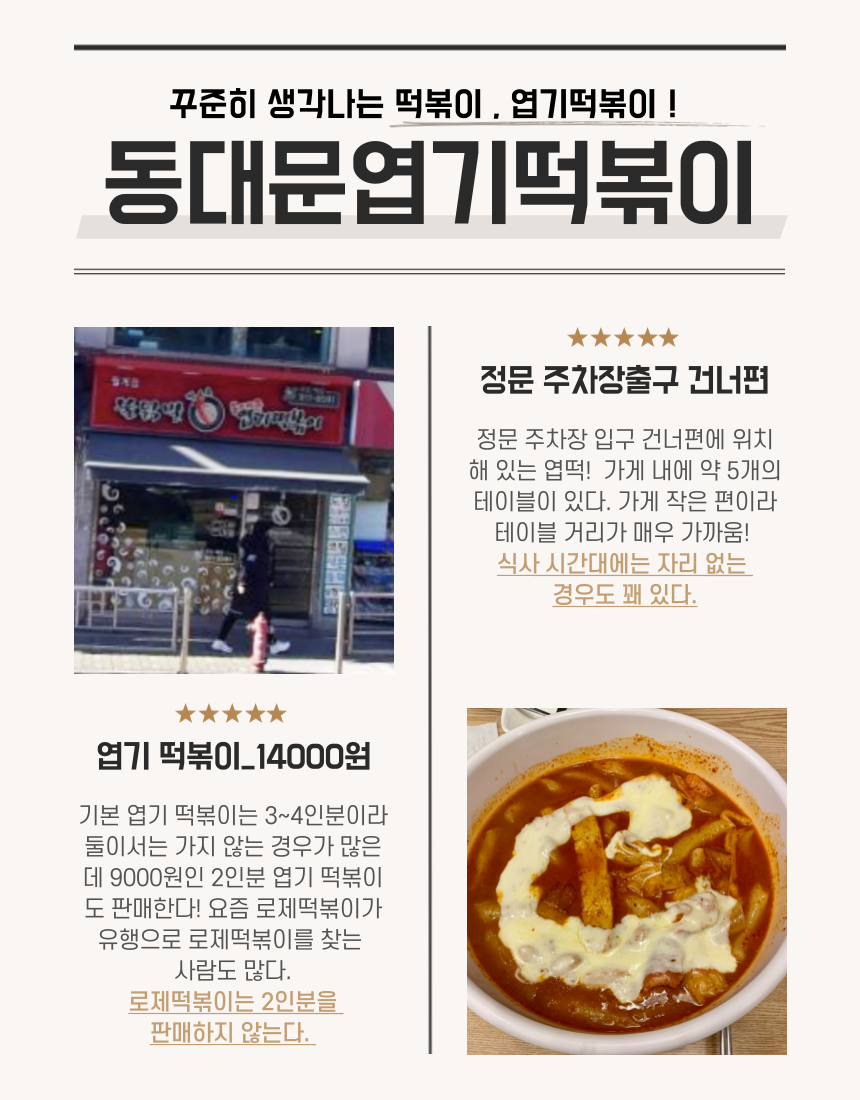 꾸준히 생각나는 떡볶이 , 엽기떡볶이 !
동대문엽기떡볶이
불닭발
엽기떡볶이
엽기 떡볶이_14000원
기본 엽기 떡볶이는 3~4인분이라
둘이서는 가지 않는 경우가 많은
데 9000원인 2인분 엽기 떡볶이
도 판매한다! 요즘 로제떡볶이가
유행으로 로제떡볶이를 찾는
사람도 많다.
로제떡볶이는 2인분을
판매하지 않는다.
정문 주차장출구 건너편
정문 주차장 입구 건너편에 위치
해 있는 엽떡! 가게 내에 약 5개의
테이블이 있다. 가게 작은 편이라
테이블 거리가 매우 가까움!
식사 시간대에는 자리 없는
경우도 꽤 있다.